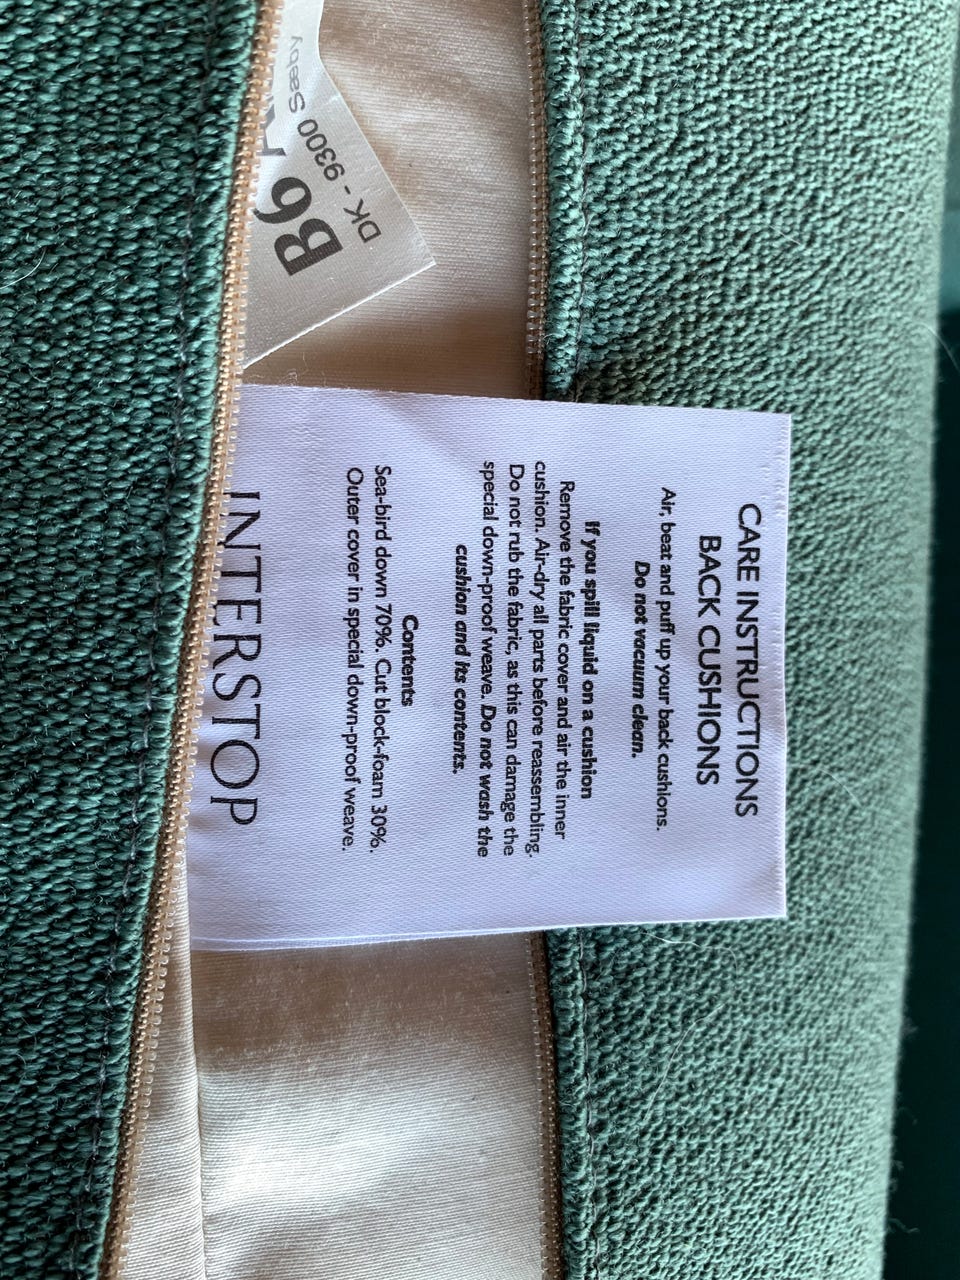 CARE INSTRUCTIONS
BACK CUSHIONS
Air, beat and puff up your back cushions.
Do not vacuum clean.
If you spill liquid on a cushion
Remove the fabric cover and air the inner
cushion. Air-dry all parts before reassembling.
Do not rub the fabric, as this can damage the
special down-proof weave. Do not wash the
cushion and its contents.
Contents
Sea-bird down 70%. Cut block-foam 30%.
Outer cover in special down-proof weave.
INTERSTOP
B6
DK - 9300 Sæby